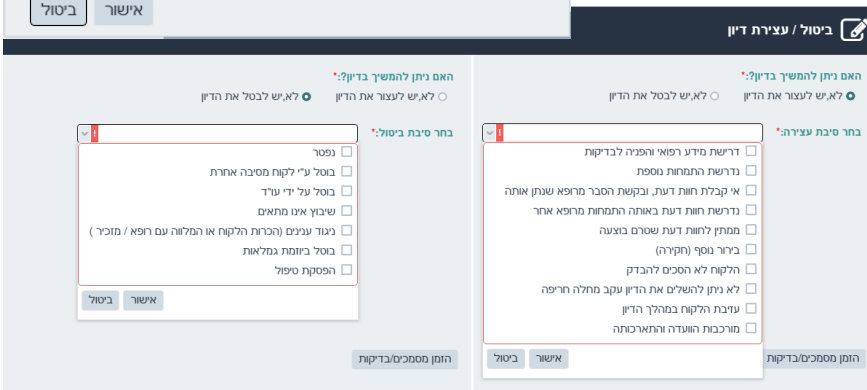 אישור
ביטול
ביטול / עצירת דיון
האם ניתן להמשיך בדיון?:*
לא,יש לעצור את הדיון
לא,יש לבטל את הדיון
בחר סיבת עצירה:*
!
דרישת מידע רפואי והפניה לבדיקות
נדרשת התמחות נוספת
אי קבלת חוות דעת, ובקשת הסבר מרופא שנתן אותה
נדרשת חוות דעת באותה התמחות מרופא אחר
ממתין לחוות דעת שטרם בוצעה
בירור נוסף (חקירה)
הלקוח לא הסכים להבדק
לא ניתן להשלים את הדיון עקב מחלה חריפה
עזיבת הלקוח במהלך הדיון
מורכבות הוועדה והתארכותה
אישור
ביטול
הזמן מסמכים/בדיקות
האם ניתן להמשיך בדיון?:*
לא,יש לעצור את הדיון
לא,יש לבטל את הדיון
בחר סיבת ביטול:*
!
נפטר
בוטל ע"י לקוח מסיבה אחרת
בוטל על ידי עו"ד
שיבוץ אינו מתאים
ניגוד ענינים (הכרות הלקוח או המלווה עם רופא / מזכיר )
בוטל ביוזמת גמלאות
הפסקת טיפול
אישור
ביטול
הזמן מסמכים/בדיקות